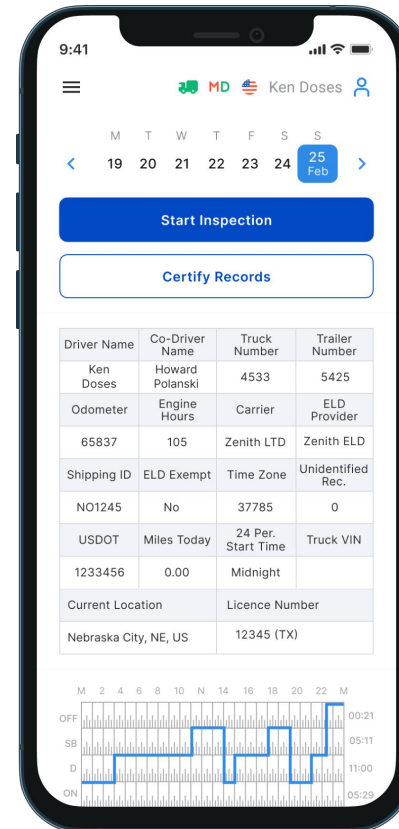 9:41
MD Ken Doses
M T W T F S S
19 20 21 22 23 24 25
Feb
Start Inspection
Certify Records
Driver Name Co-Driver Name Truck Number Trailer Number
Ken Doses Howard Polanski 4533 5425
Odometer Engine Hours Carrier ELD Provider
65837 105 Zenith LTD Zenith ELD
Shipping ID ELD Exempt Time Zone Unidentified Rec.
NO1245 No 37785 0
USDOT Miles Today 24 Per. Start Time Truck VIN
1233456 0.00 Midnight
Current Location Licence Number
Nebraska City, NE, US 12345 (TX)
M 2 4 6 8 10 N 14 16 18 20 22 M
OFF 00:21
SB 05:11
D 11:00
ON 05:29